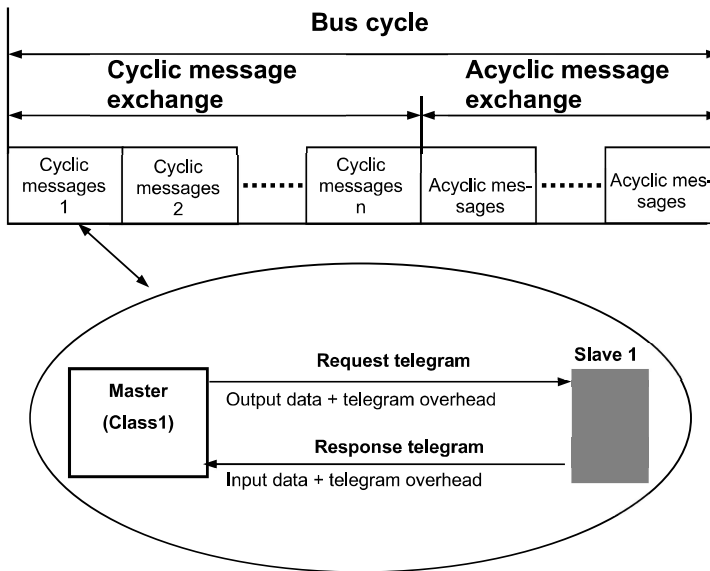 Bus cycle
Cyclic message
exchange
Acyclic message
exchange
Cyclic
messages
1
Cyclic
messages
2
Cyclic
messages
n
Acyclic mes-
sages
Acyclic mes-
sages
Master
(Class1)
Request telegram
Output data + telegram overhead
Response telegram
Input data + telegram overhead
Slave 1